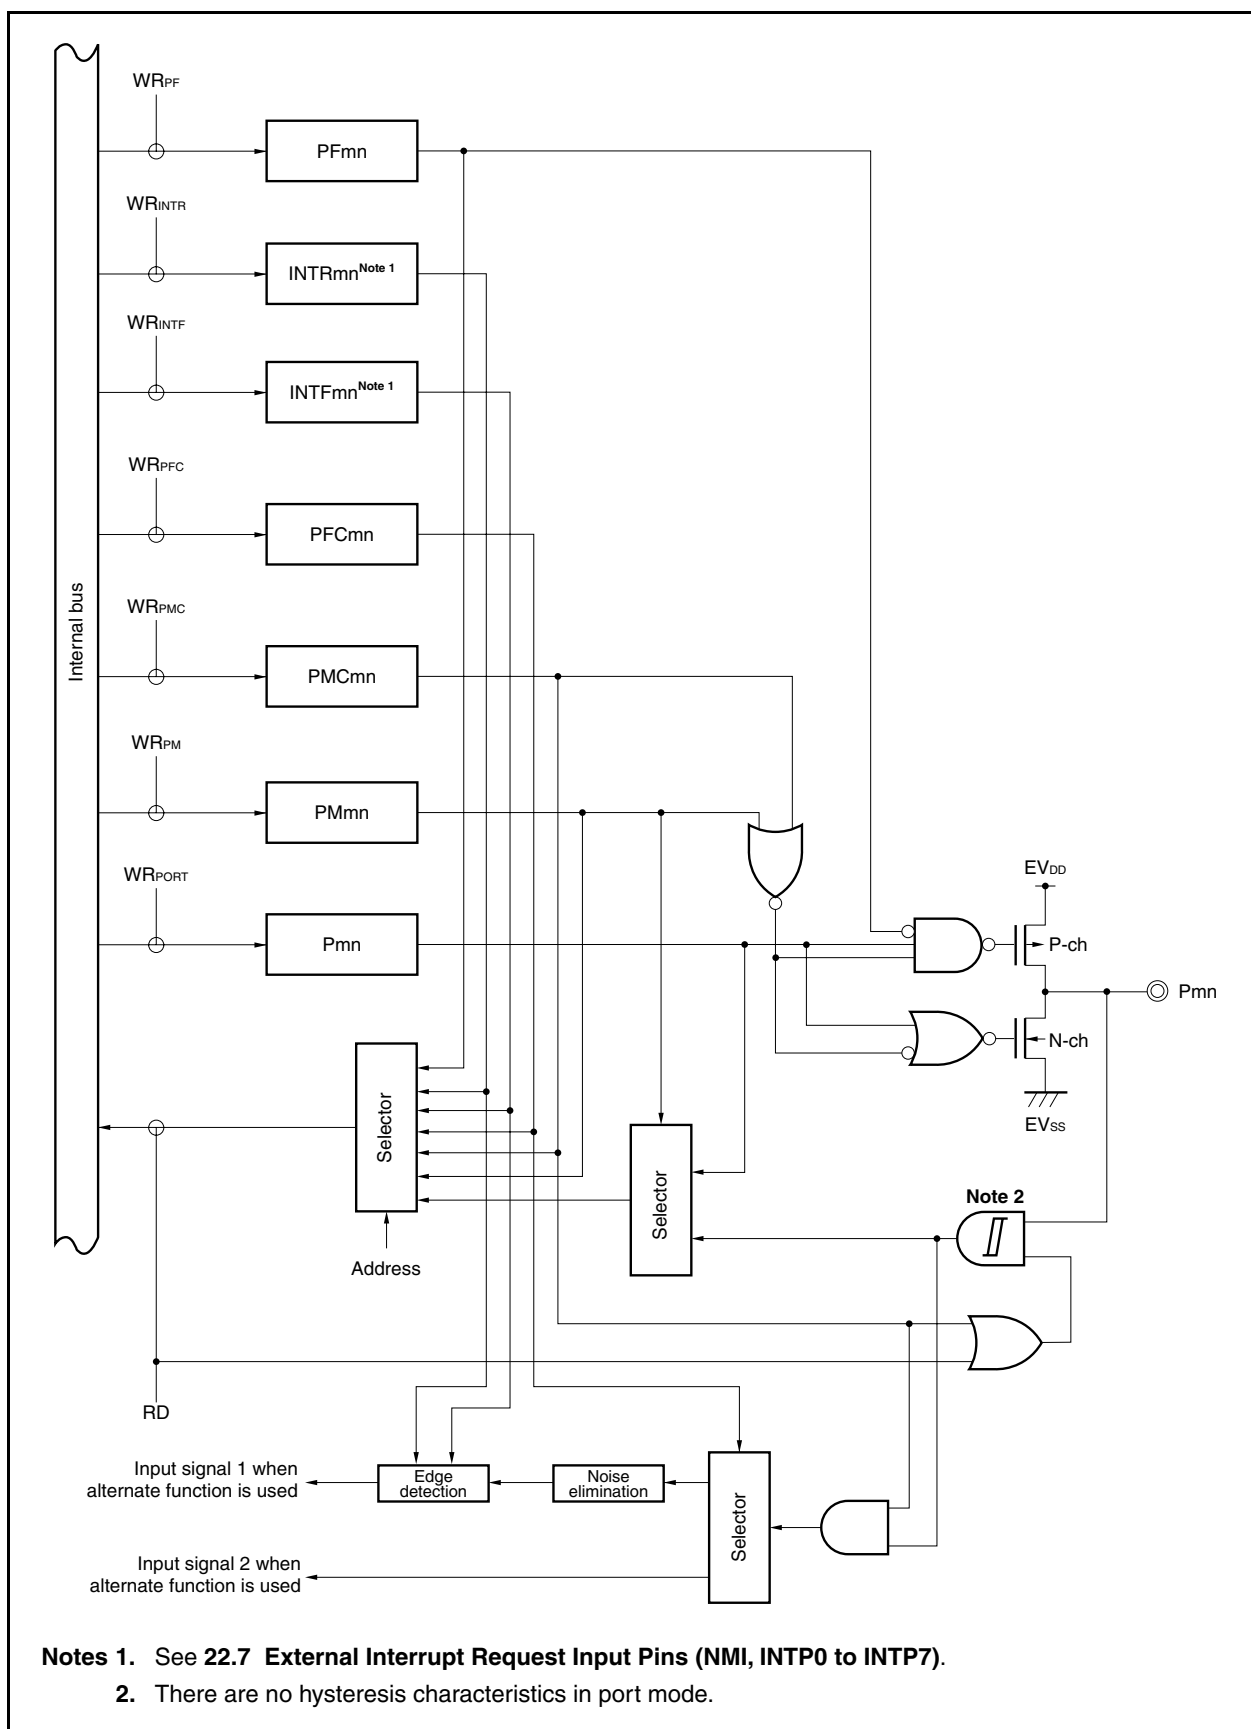 WRPF
PFmn
WRINTR
INTRmnNote 1
WRINTF
INTFmnNote 1
WRPFC
PFCmn
Internal bus
WRPMC
PMCmn
WRPM
PMmn
WRPORT
Pmn
EVDD
P-ch
Pmn
N-ch
EVSS
Selector
Selector
Note 2
Address
RD
Input signal 1 when
alternate function is used
Edge
detection
Noise
elimination
Selector
Input signal 2 when
alternate function is used
Notes 1. See 22.7 External Interrupt Request Input Pins (NMI, INTP0 to INTP7).
2. There are no hysteresis characteristics in port mode.